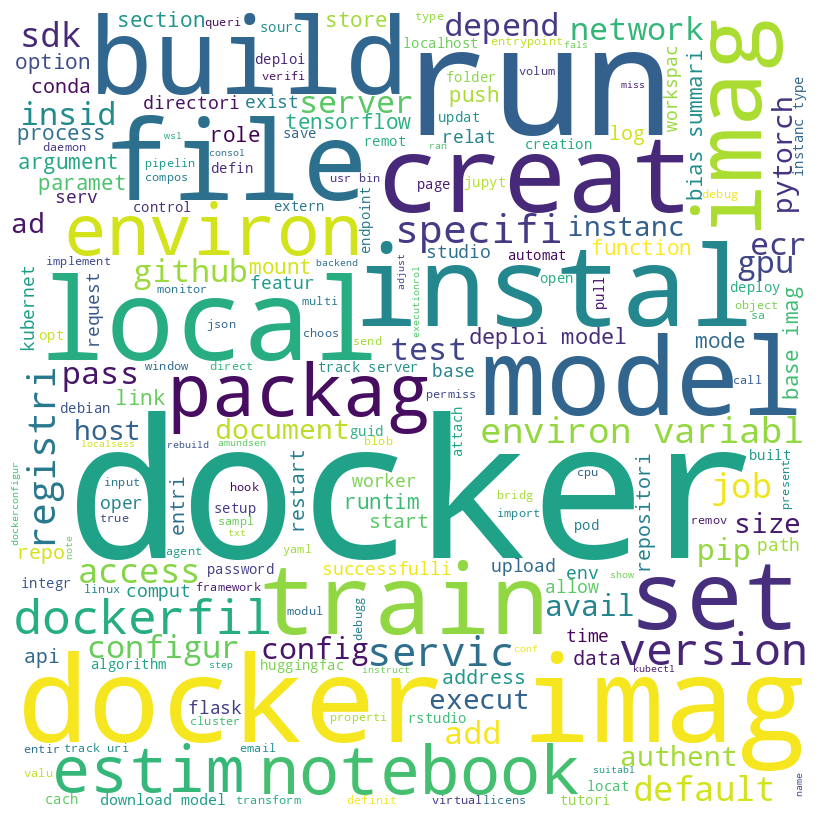 section
queri
sourc
store
type
depend
network
imag
sdk
build
run
localhost
entrypoint
fals
option
deploi
verifi
folder
volum
workspac
bias summari
instanc type
conda
directori
exist
server
push
miss
pytorch
insid
file
tensorflow
updat
process
daemon
wsl
role
save
remot
relat
creation
log
consol
ran
creat
argument
pipelin
defin
usr bin
debug
paramet
compos
page
jupyt
serv
control
extern
endpoint
ad
environ
specifi
instanc
ecr
implement
backend
studio
automat
function
gpu
kubernet
request
github
mount
adjust
executionrol
instal
open
pull
deploy
monitor
featur
multi
object
opt
local
json
choos
sa
send
test
deploi model
mode
base imag
window
direct
track server
base
permiss
model
call
pass
packag
debian
link
registri
host
localsess
rebuild
amundsen
document
guid
blob
attach
environ variabl
dockerconfigur
docker
input
hook
restart
worker
cpu
repositori
built
present
job
true
oper
entri
setup
sampl
txt
runtim
start
bridg
import
pod
remov
size
repo
note
agent
yaml
pip
path
access
password
successfulli
upload
env
show
integr
linux
comput
framework
allow
set
dockerfil
modul
train
avail
debugg
configur
config
servic
time
version
conf
api
algorithm
step
huggingfac
instruct
address
data
kubectl
docker imag
flask
cluster
properti
rstudio
execut
add
entir
track uri
email
authent
valu
estim
notebook
suitabl
default
name
cach
download model
transform
definit
virtual
licens
locat
tutori